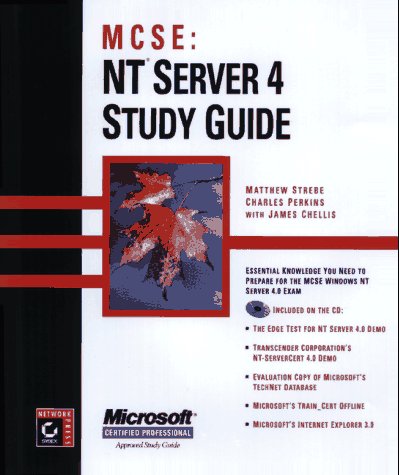 MCSE:
NT® SERVER 4
STUDY GUIDE
MATTHEW STREBE
CHARLES PERKINS
WITH JAMES CHELLIS
ESSENTIAL KNOWLEDGE YOU NEED TO
PREPARE FOR THE MCSE WINDOWS NT
SERVER 4.0 EXAM
INCLUDED ON THE CD:
• THE EDGE TEST FOR NT SERVER 4.0 DEMO
• TRANSCENDER CORPORATION'S
NT-SERVERCERT 4.0 DEMO
• EVALUATION COPY OF MICROSOFT'S
TECHNET DATABASE
• MICROSOFT'S TRAIN_CERT OFFLINE
• MICROSOFT'S INTERNET EXPLORER 3.0
NETWORK PRESS
SYBEX
Microsoft®
CERTIFIED PROFESSIONAL
Approved Study Guide